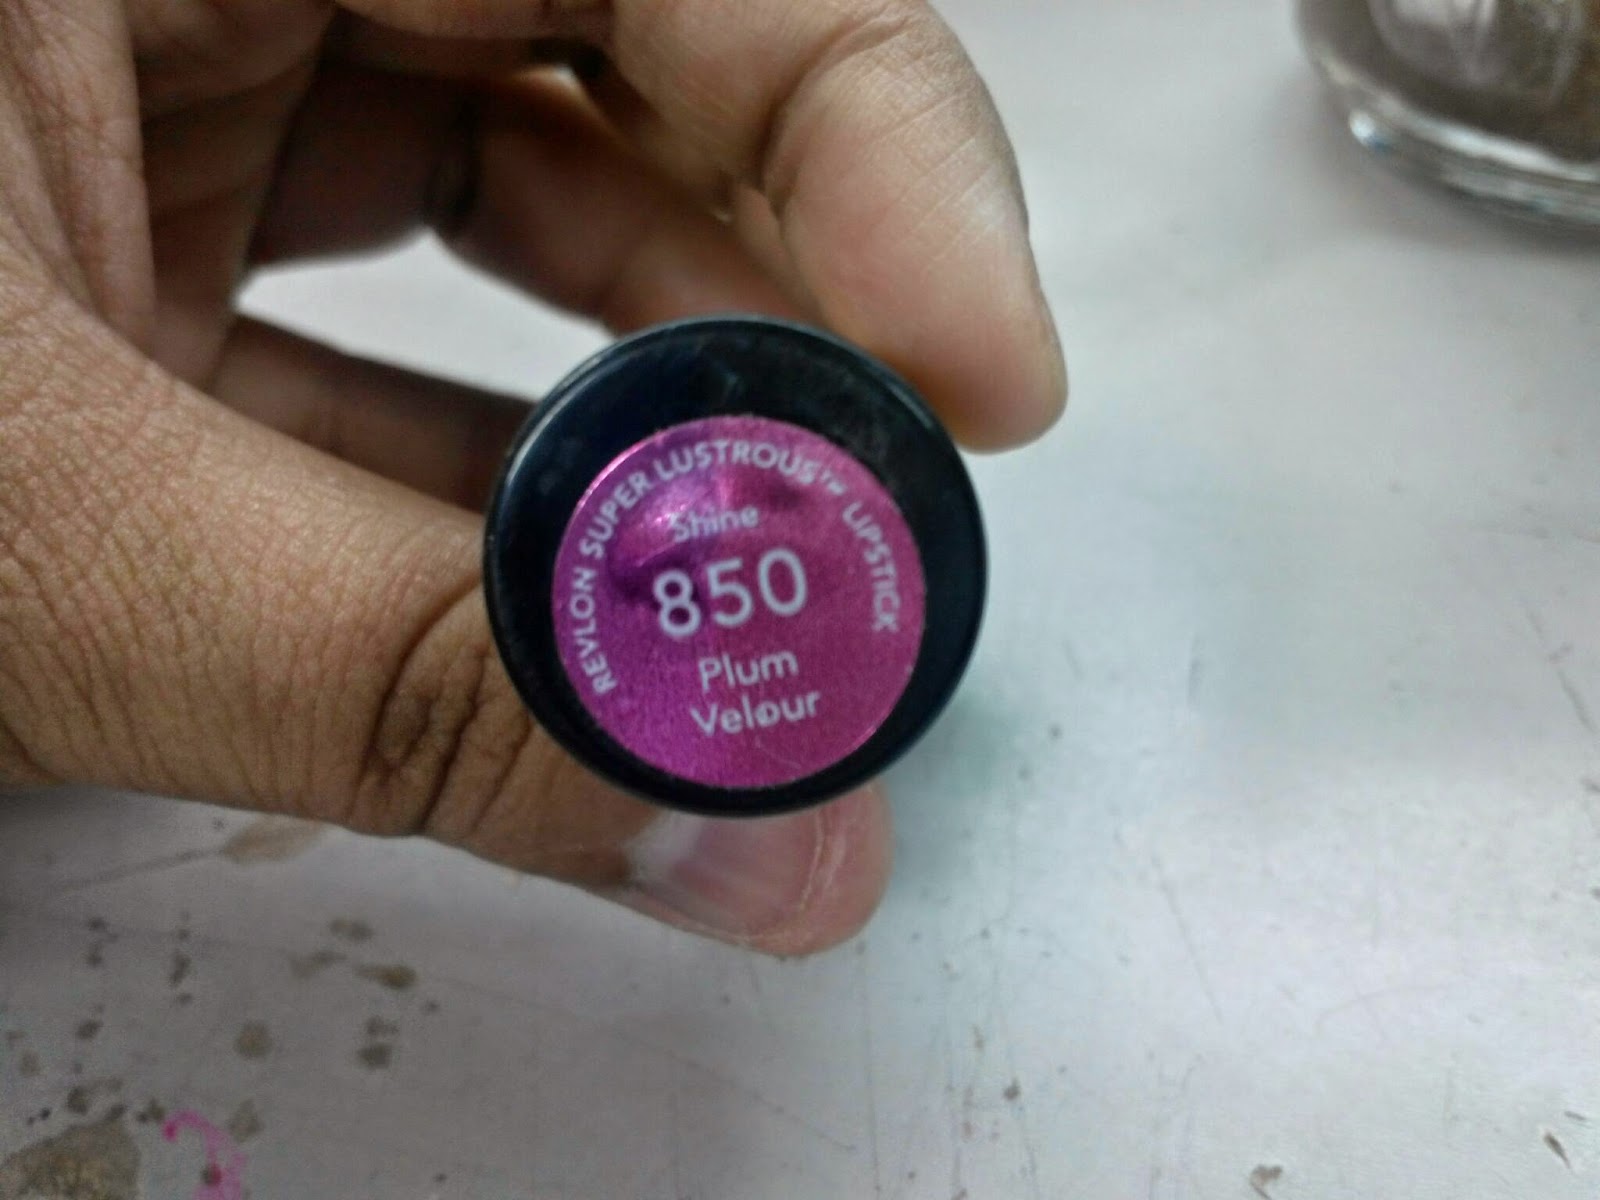 REVLON SUPER LUSTROUS™ LIPSTICK
Shine
850
Plum
Velour